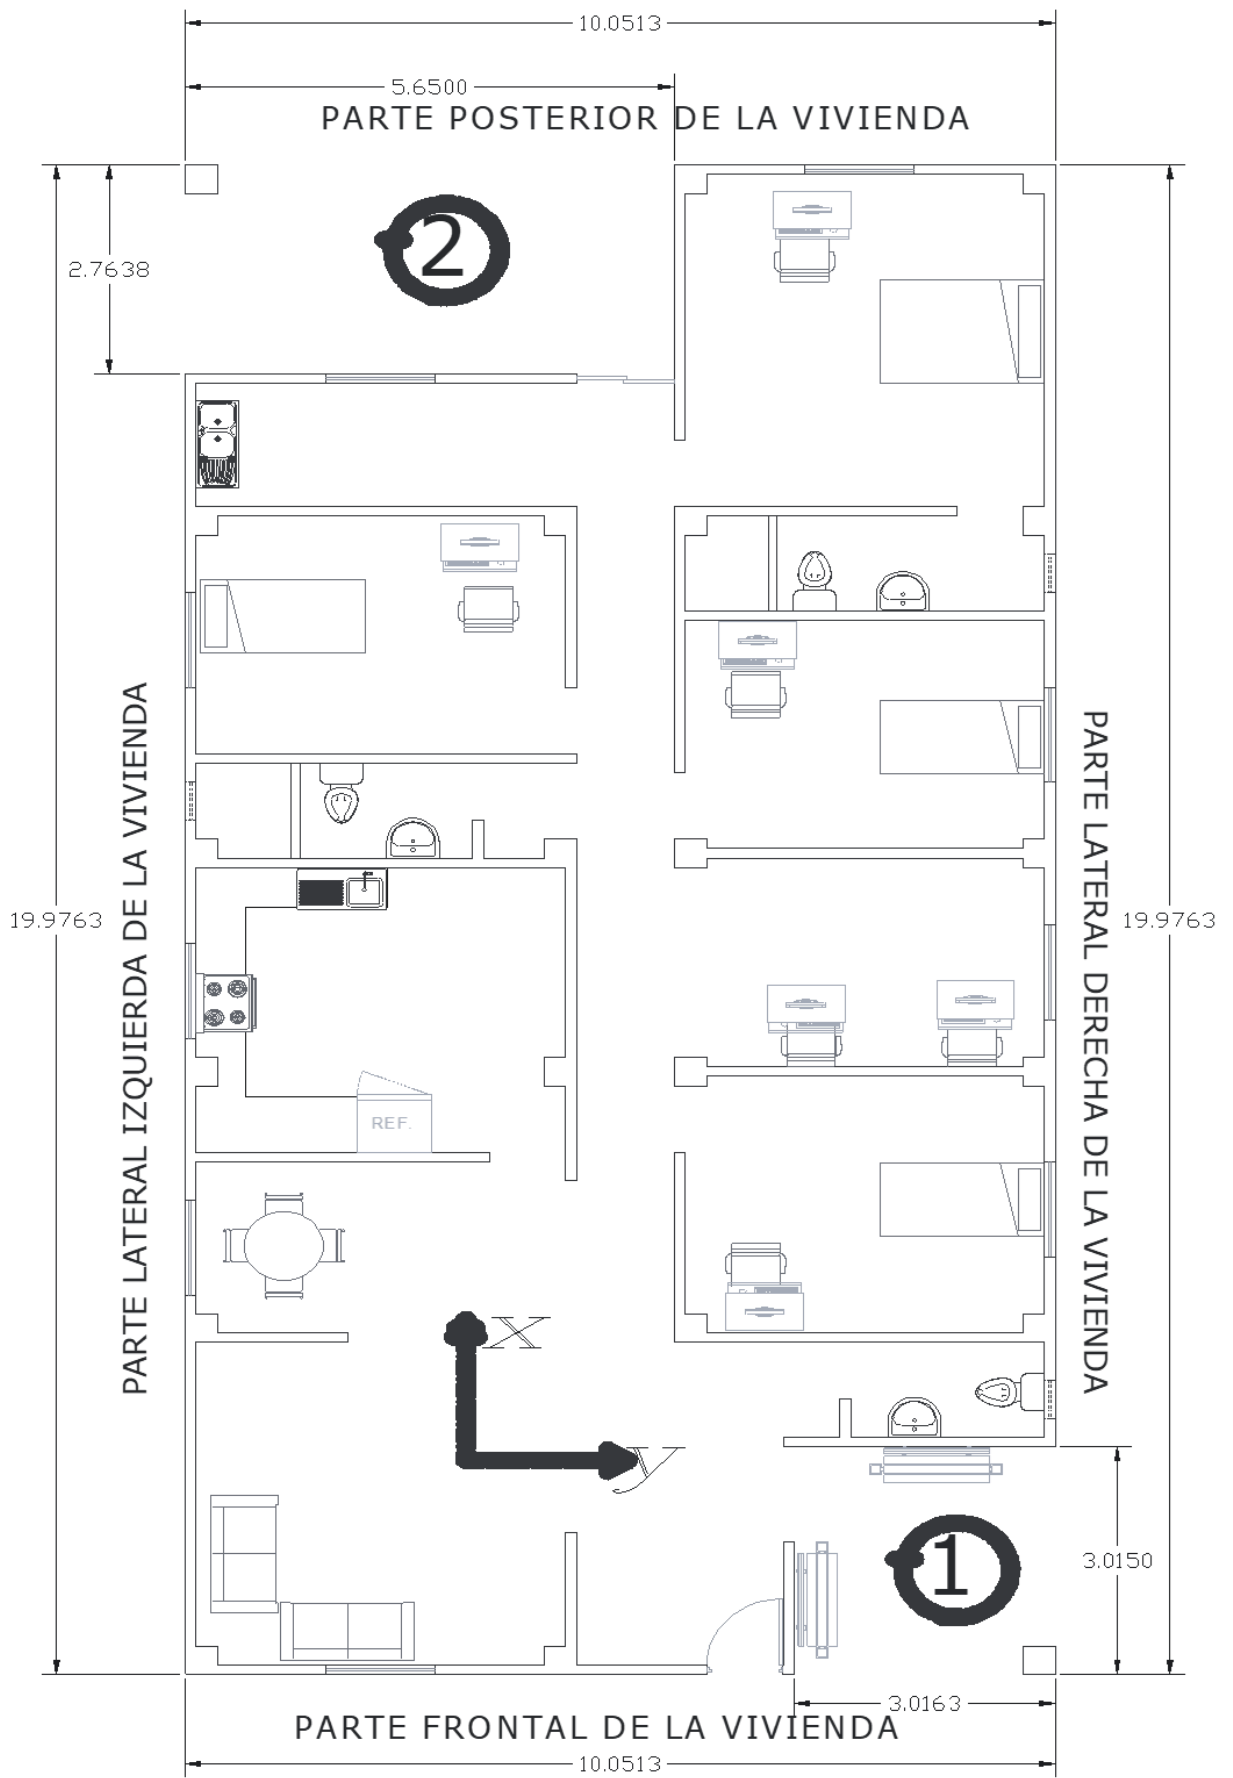 10.0513
5.6500
PARTE POSTERIOR DE LA VIVIENDA
2
2.7638
PARTE LATERAL IZQUIERDA DE LA VIVIENDA
PARTE LATERAL DERECHA DE LA VIVIENDA
19.9763
19.9763
REF.
X
y
1
3.0150
3.0163
PARTE FRONTAL DE LA VIVIENDA
10.0513